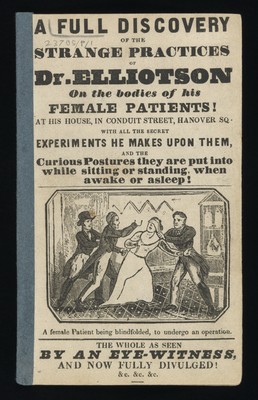 A FULL DISCOVERY
OF THE
STRANGE PRACTICES
OF
Dr. ELLIOTSON
On the bodies of his
FEMALE PATIENTS!
AT HIS HOUSE, IN CONDUIT STREET, HANOVER SQ.
WITH ALL THE SECRET
EXPERIMENTS HE MAKES UPON THEM,
AND THE
Curious Postures they are put into
while sitting or standing, when
awake or asleep!
A female Patient being blindfolded, to undergo an operation.
THE WHOLE AS SEEN
BY AN EYE-WITNESS,
AND NOW FULLY DIVULGED!
&c. &c. &c.